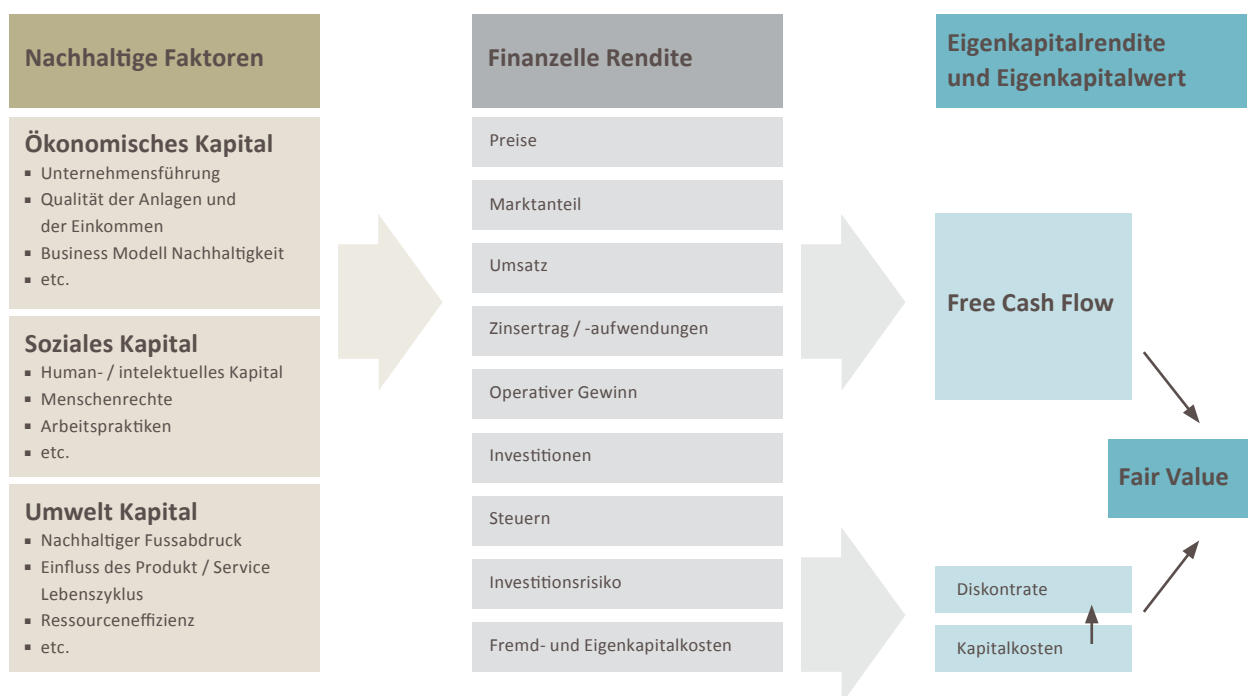 Nachhaltige Faktoren
Ökonomisches Kapital
▪ Unternehmensführung
▪ Qualität der Anlagen und
der Einkommen
▪ Business Modell Nachhaltigkeit
▪ etc.
Soziales Kapital
▪ Human- / intelektuelles Kapital
▪ Menschenrechte
▪ Arbeitspraktiken
▪ etc.
Umwelt Kapital
▪ Nachhaltiger Fussabdruck
▪ Einfluss des Produkt / Service
Lebenszyklus
▪ Ressourceneffizienz
▪ etc.
Finanzelle Rendite
Preise
Marktanteil
Umsatz
Zinsertrag / -aufwendungen
Operativer Gewinn
Investitionen
Steuern
Investitionsrisiko
Fremd- und Eigenkapitalkosten
Eigenkapitalrendite
und Eigenkapitalwert
Free Cash Flow
Fair Value
Diskontrate
Kapitalkosten